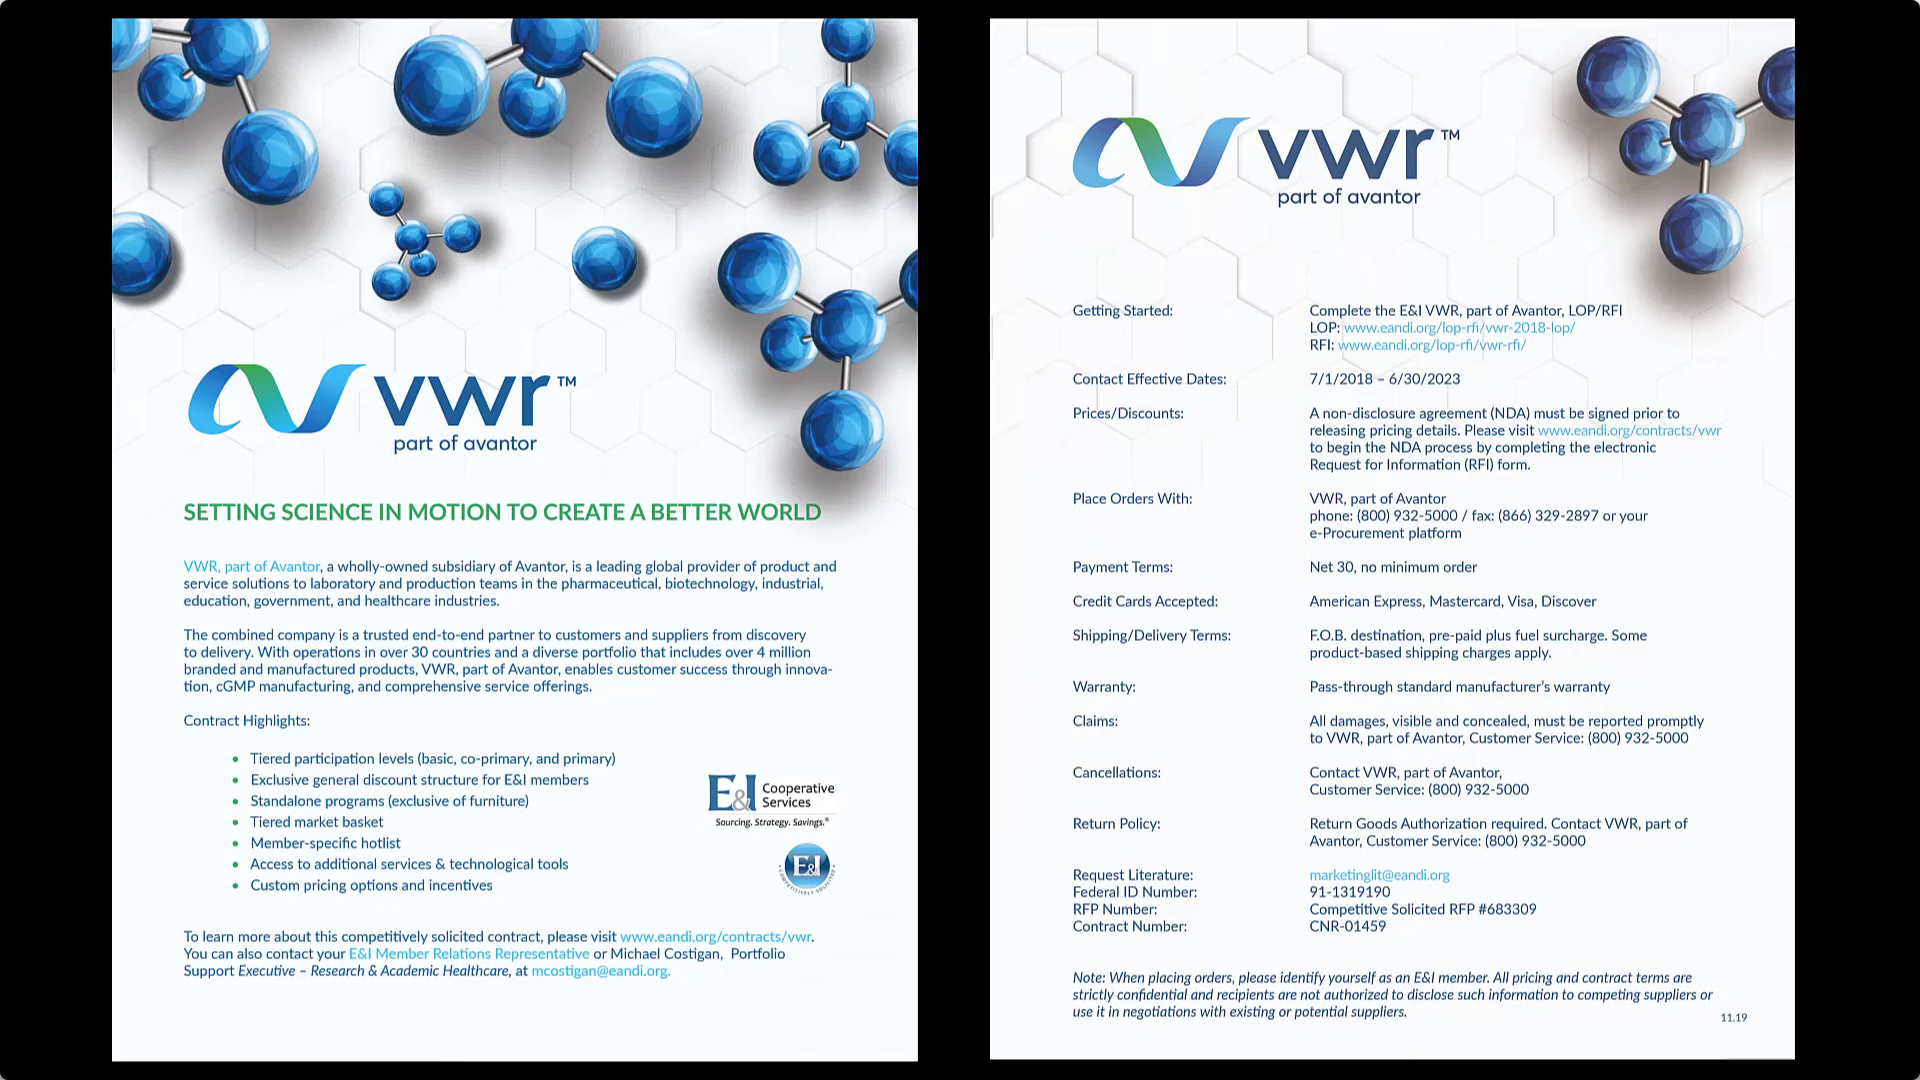 vwr™
part of avantor
SETTING SCIENCE IN MOTION TO CREATE A BETTER WORLD
VWR, part of Avantor, a wholly-owned subsidiary of Avantor, is a leading global provider of product and
service solutions to laboratory and production teams in the pharmaceutical, biotechnology, industrial,
education, government, and healthcare industries.
The combined company is a trusted end-to-end partner to customers and suppliers from discovery
to delivery. With operations in over 30 countries and a diverse portfolio that includes over 4 million
branded and manufactured products, VWR, part of Avantor, enables customer success through innova-
tion, cGMP manufacturing, and comprehensive service offerings.
Contract Highlights:
• Tiered participation levels (basic, co-primary, and primary)
• Exclusive general discount structure for E&I members
• Standalone programs (exclusive of furniture)
• Tiered market basket
• Member-specific hotlist
• Access to additional services & technological tools
• Custom pricing options and incentives
E&I Cooperative
Services
Sourcing. Strategy. Savings.®
E&I
COMPETITIVELY SOLICITED
To learn more about this competitively solicited contract, please visit www.eandi.org/contracts/vwr.
You can also contact your E&I Member Relations Representative or Michael Costigan, Portfolio
Support Executive – Research & Academic Healthcare, at mcostigan@eandi.org.
vwr™
part of avantor
Getting Started: Complete the E&I VWR, part of Avantor, LOP/RFI
LOP: www.eandi.org/lop-rfi/vwr-2018-lop/
RFI: www.eandi.org/lop-rfi/vwr-rfi/
Contact Effective Dates: 7/1/2018 – 6/30/2023
Prices/Discounts: A non-disclosure agreement (NDA) must be signed prior to
releasing pricing details. Please visit www.eandi.org/contracts/vwr
to begin the NDA process by completing the electronic
Request for Information (RFI) form.
Place Orders With: VWR, part of Avantor
phone: (800) 932-5000 / fax: (866) 329-2897 or your
e-Procurement platform
Payment Terms: Net 30, no minimum order
Credit Cards Accepted: American Express, Mastercard, Visa, Discover
Shipping/Delivery Terms: F.O.B. destination, pre-paid plus fuel surcharge. Some
product-based shipping charges apply.
Warranty: Pass-through standard manufacturer's warranty
Claims: All damages, visible and concealed, must be reported promptly
to VWR, part of Avantor, Customer Service: (800) 932-5000
Cancellations: Contact VWR, part of Avantor,
Customer Service: (800) 932-5000
Return Policy: Return Goods Authorization required. Contact VWR, part of
Avantor, Customer Service: (800) 932-5000
Request Literature: marketinglit@eandi.org
Federal ID Number: 91-1319190
RFP Number: Competitive Solicited RFP #683309
Contract Number: CNR-01459
Note: When placing orders, please identify yourself as an E&I member. All pricing and contract terms are
strictly confidential and recipients are not authorized to disclose such information to competing suppliers or
use it in negotiations with existing or potential suppliers.
11.19